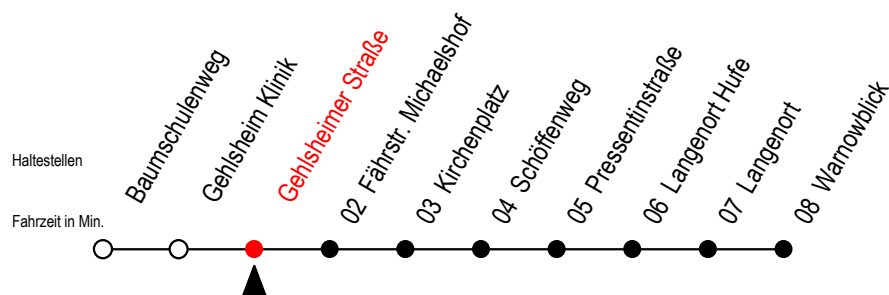 Haltestellen
Fahrzeit in Min.
Baumschulenweg
Gehlsheim Klinik
Gehlsheimer Straße
02 Fährstr. Michaelshof
03 Kirchenplatz
04 Schöffenweg
05 Pressentinstraße
06 Langenort Hufe
07 Langenort
08 Warnowblick